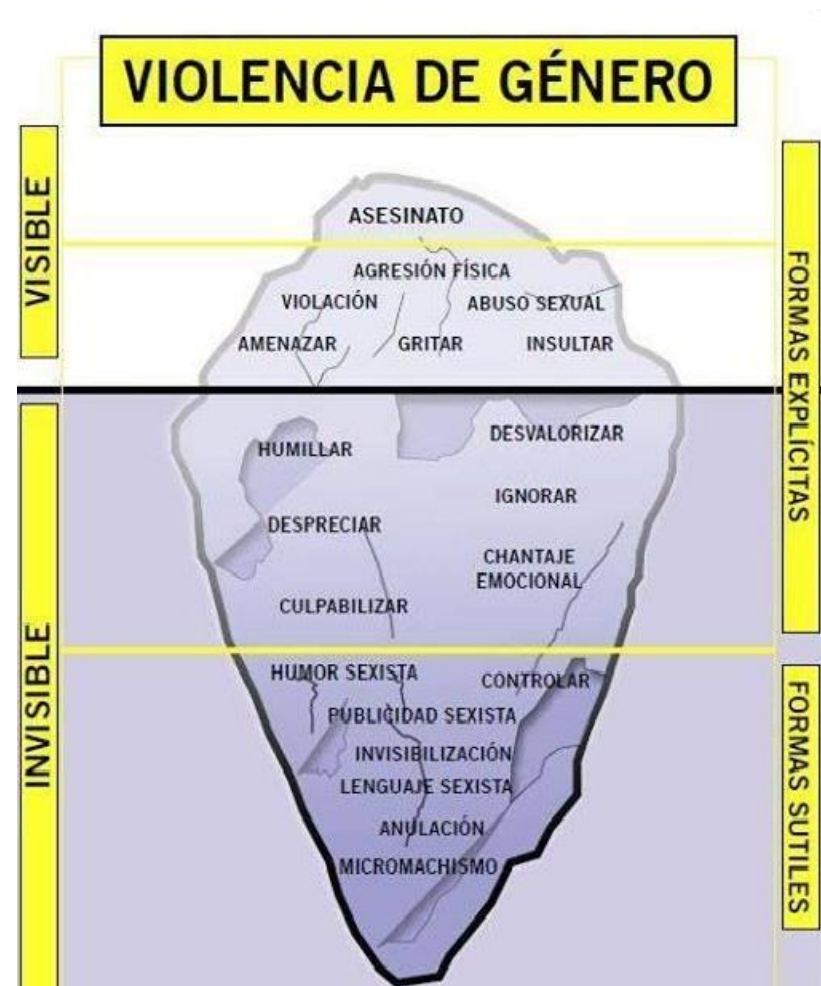 VIOLENCIA DE GÉNERO
VISIBLE
FORMAS EXPLÍCITAS
ASESINATO
AGRESIÓN FÍSICA
VIOLACIÓN
ABUSO SEXUAL
AMENAZAR
GRITAR
INSULTAR
INVISIBLE
HUMILLAR
DESVALORIZAR
IGNORAR
DESPRECIAR
CHANTAJE
EMOCIONAL
CULPABILIZAR
FORMAS SUTILES
HUMOR SEXISTA
CONTROLAR
PUBLICIDAD SEXISTA
INVISIBILIZACIÓN
LENGUAJE SEXISTA
ANULACIÓN
MICROMACHISMO